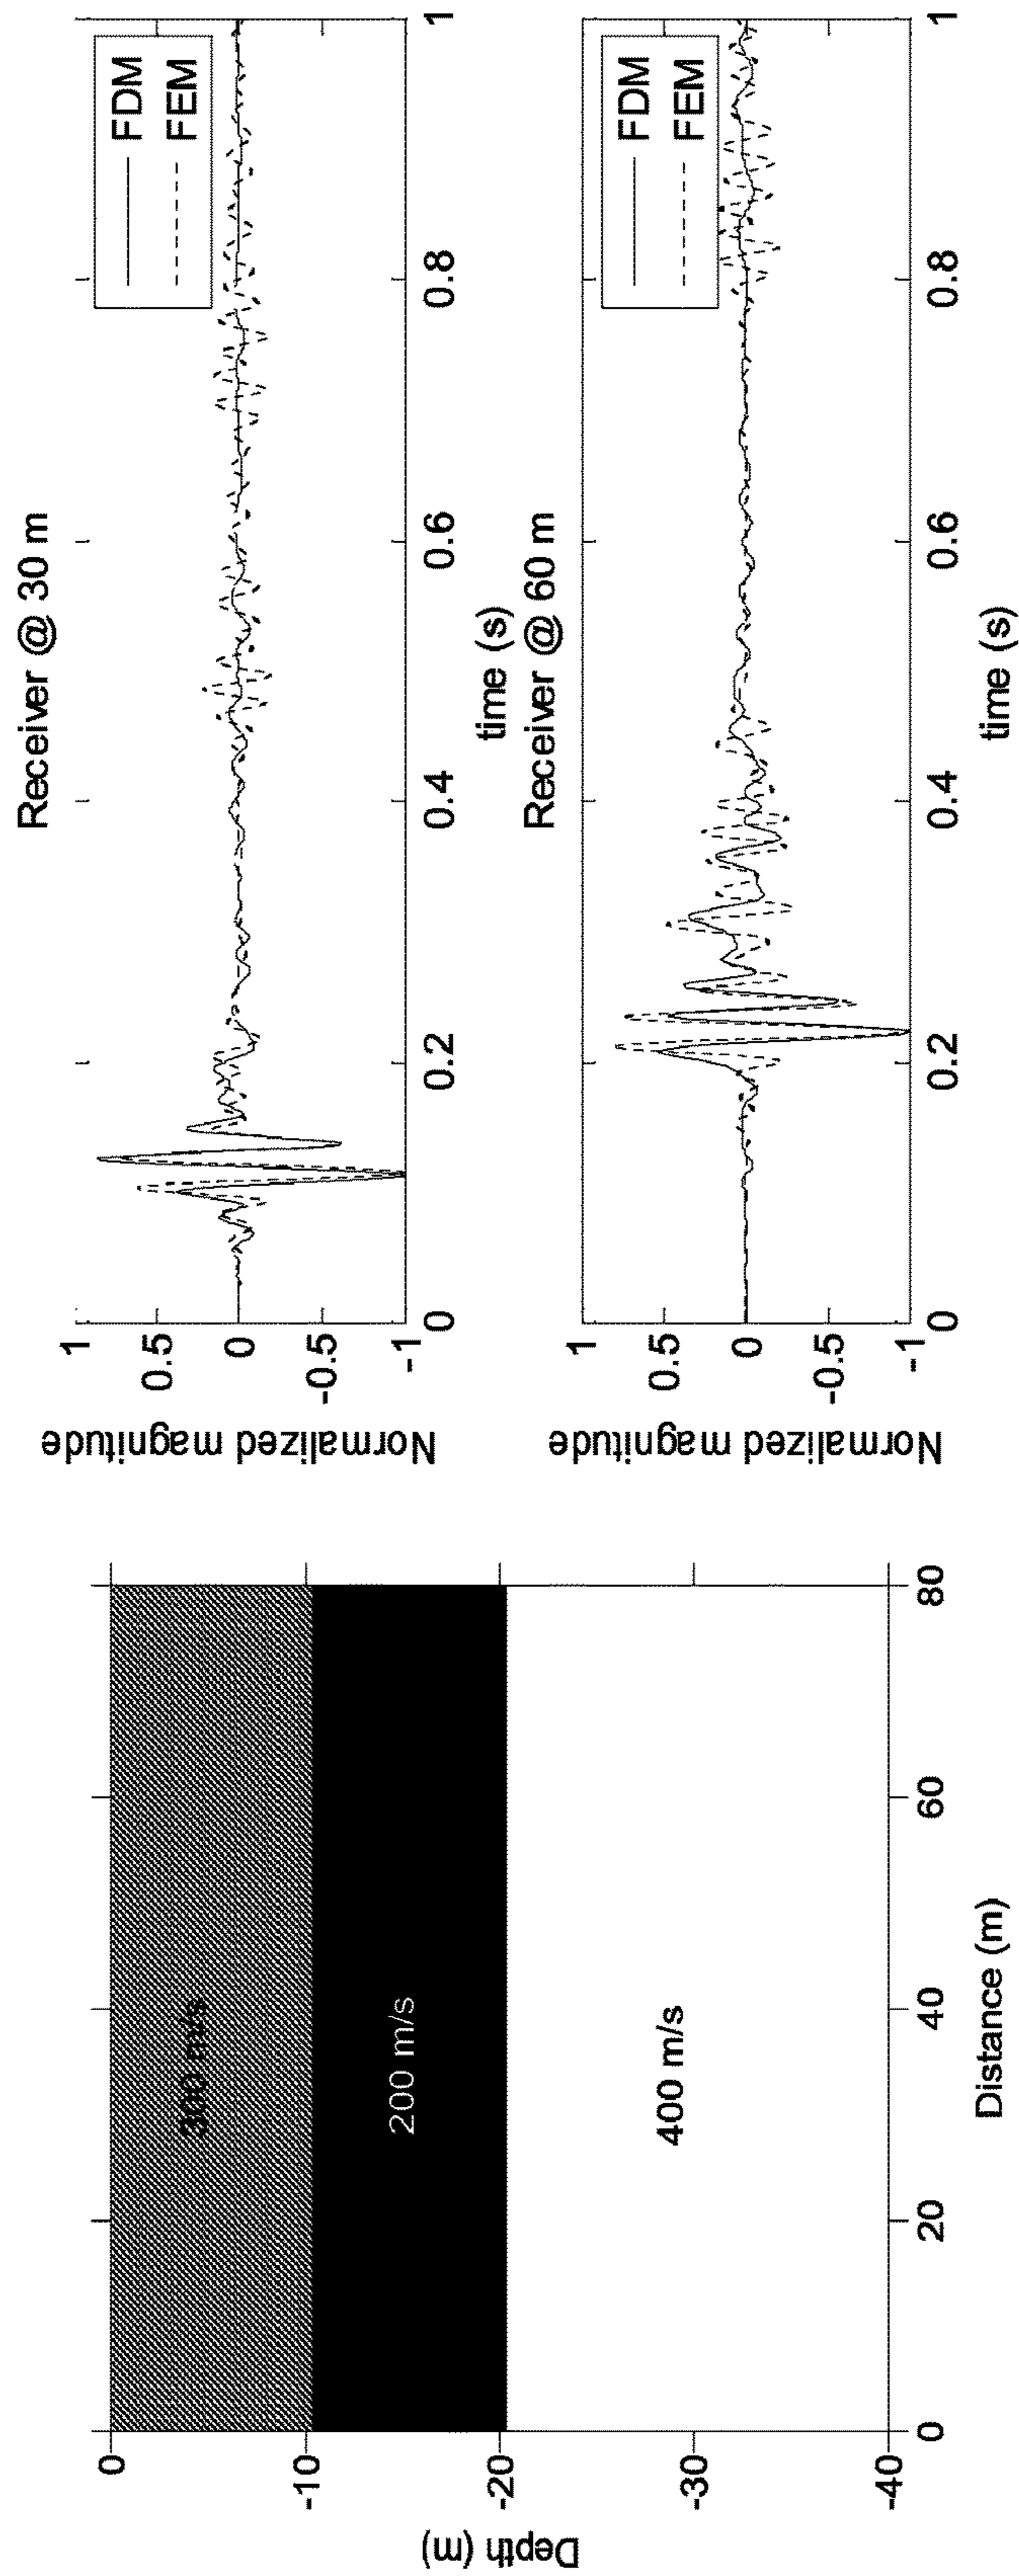 Depth (m)
0
-10
-20
-30
-40
300 m/s
200 m/s
400 m/s
0
20
40
60
80
Distance (m)
Receiver @ 30 m
Normalized magnitude
1
0.5
0
-0.5
-1
FDM
FEM
0
0.2
0.4
0.6
0.8
1
time (s)
Receiver @ 60 m
Normalized magnitude
1
0.5
0
-0.5
-1
FDM
FEM
0
0.2
0.4
0.6
0.8
1
time (s)